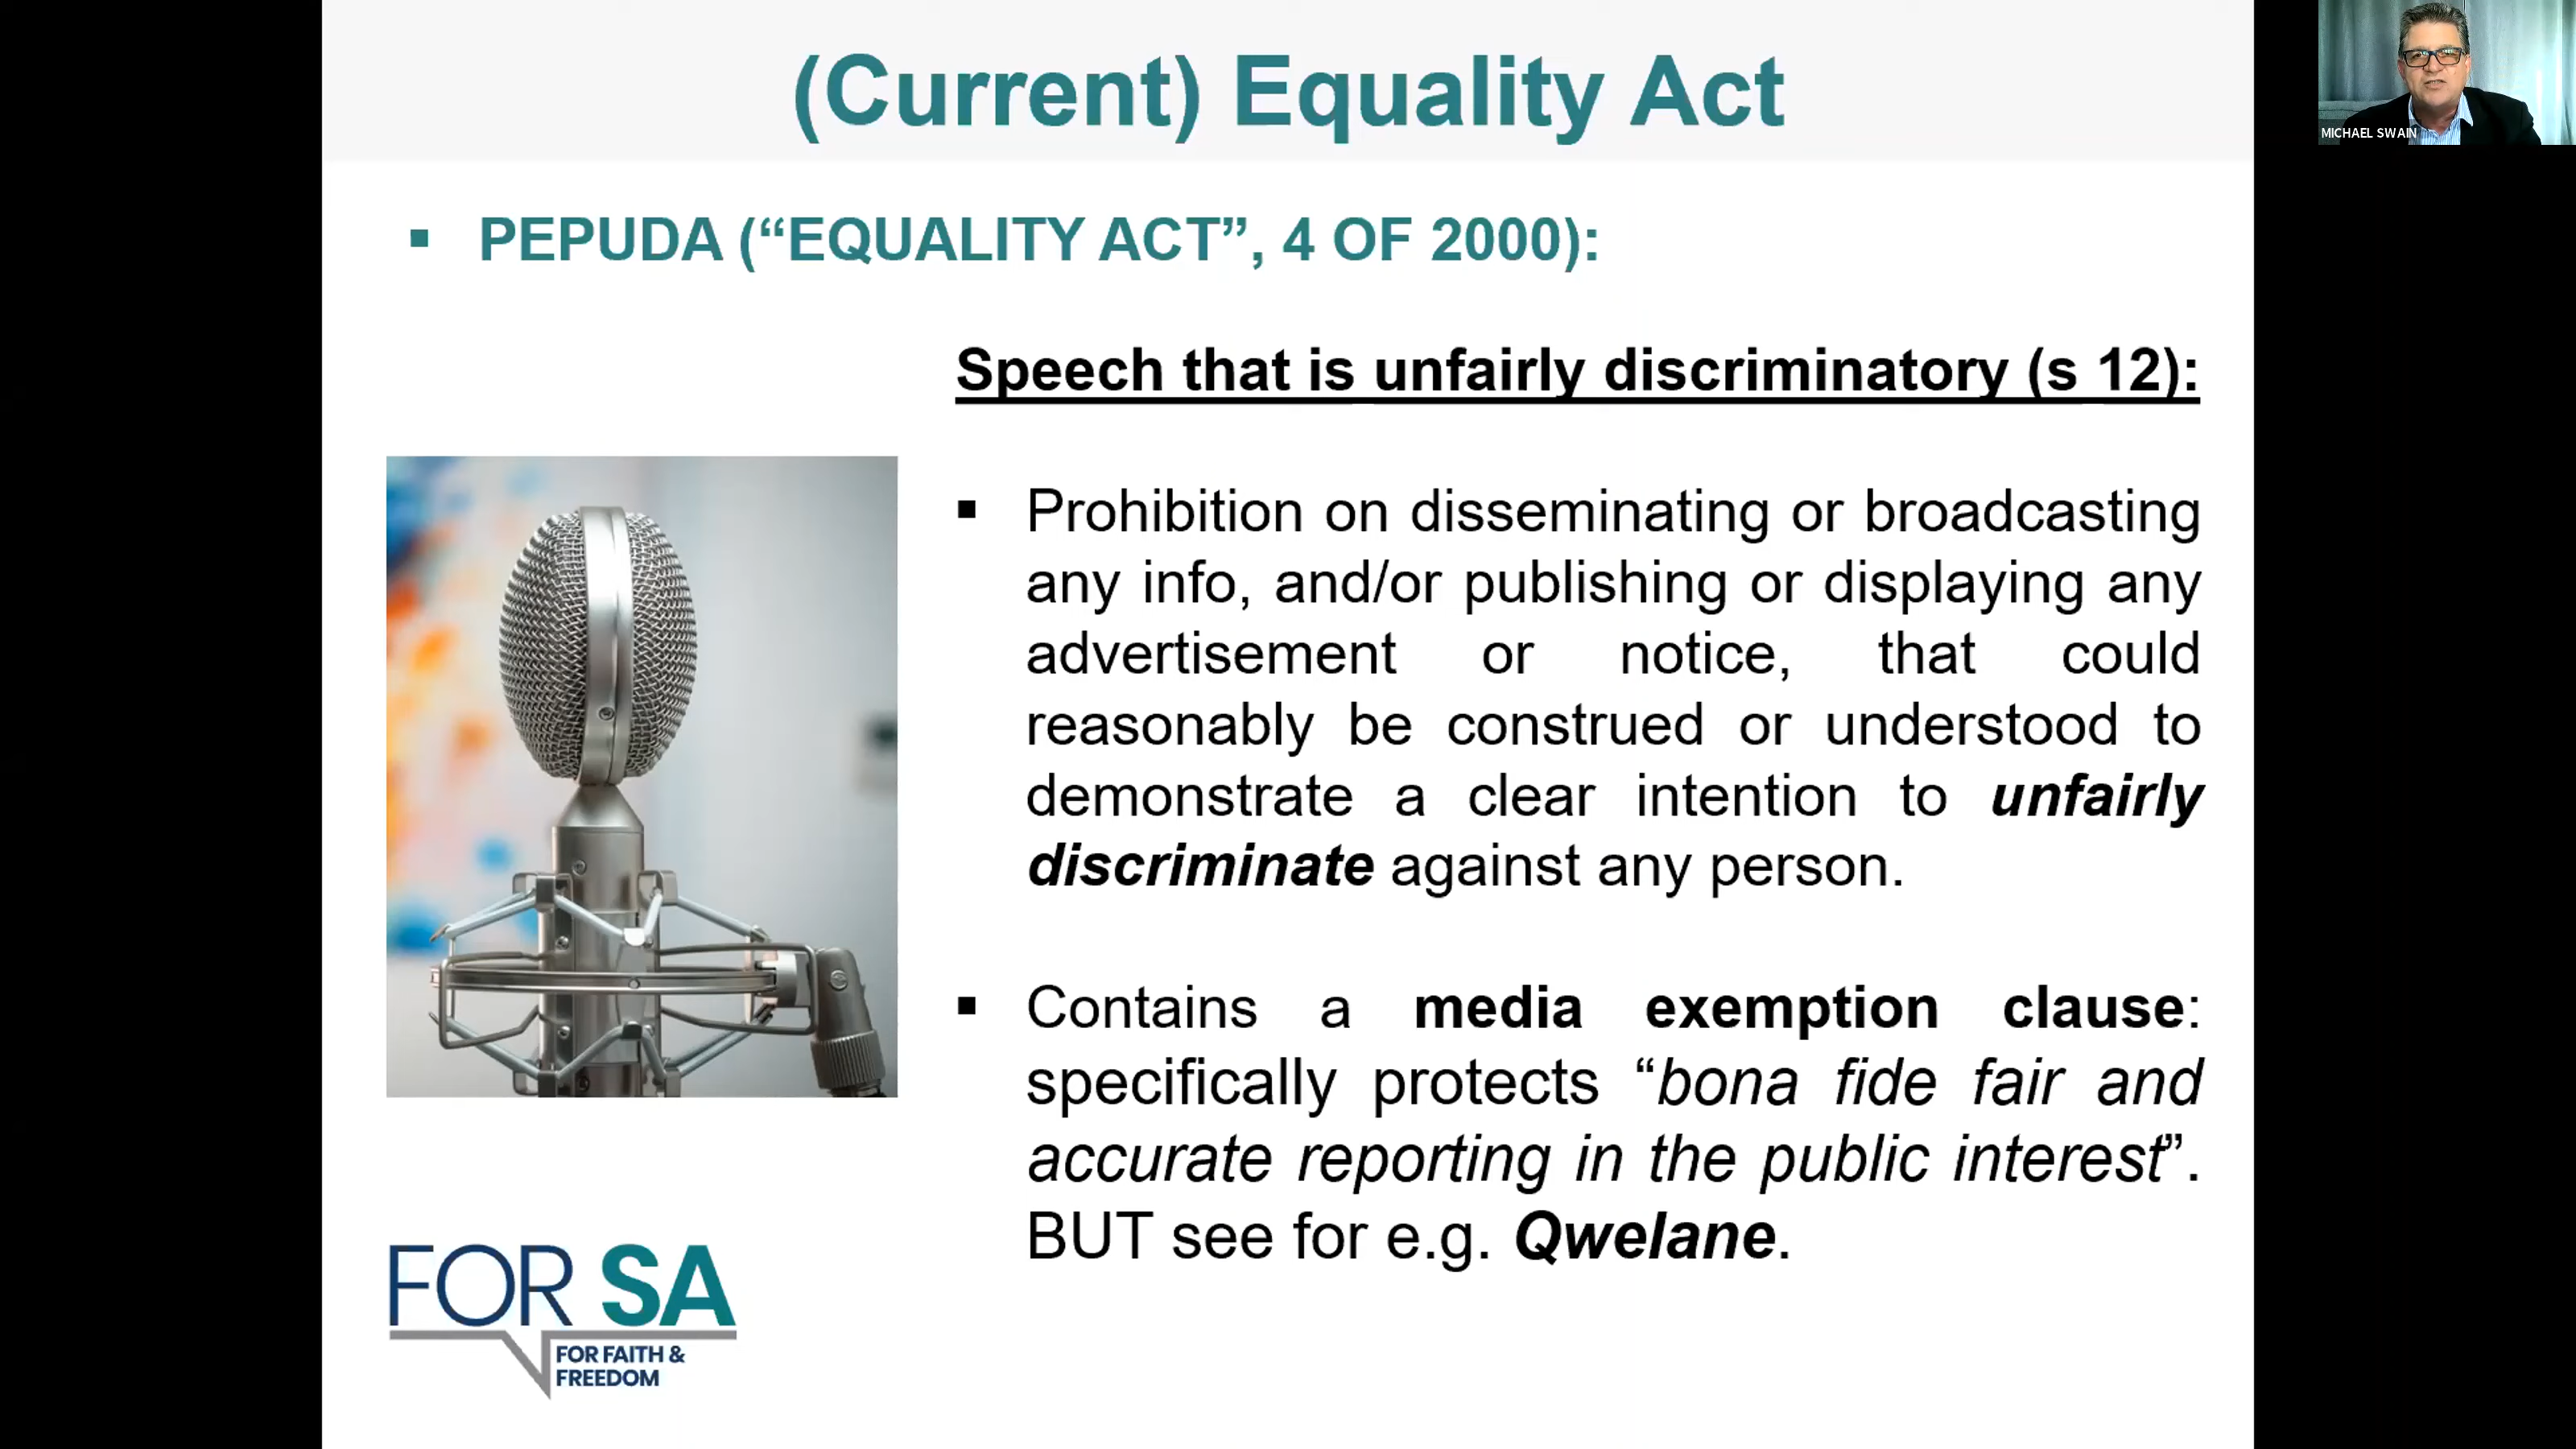 (Current) Equality Act
MICHAEL SWAIN
▪ PEPUDA (“EQUALITY ACT”, 4 OF 2000):
Speech that is unfairly discriminatory (s 12):
▪ Prohibition on disseminating or broadcasting
any info, and/or publishing or displaying any
advertisement or notice, that could
reasonably be construed or understood to
demonstrate a clear intention to unfairly
discriminate against any person.
▪ Contains a media exemption clause:
specifically protects “bona fide fair and
accurate reporting in the public interest”.
BUT see for e.g. Qwelane.
FOR SA
FOR FAITH &
FREEDOM